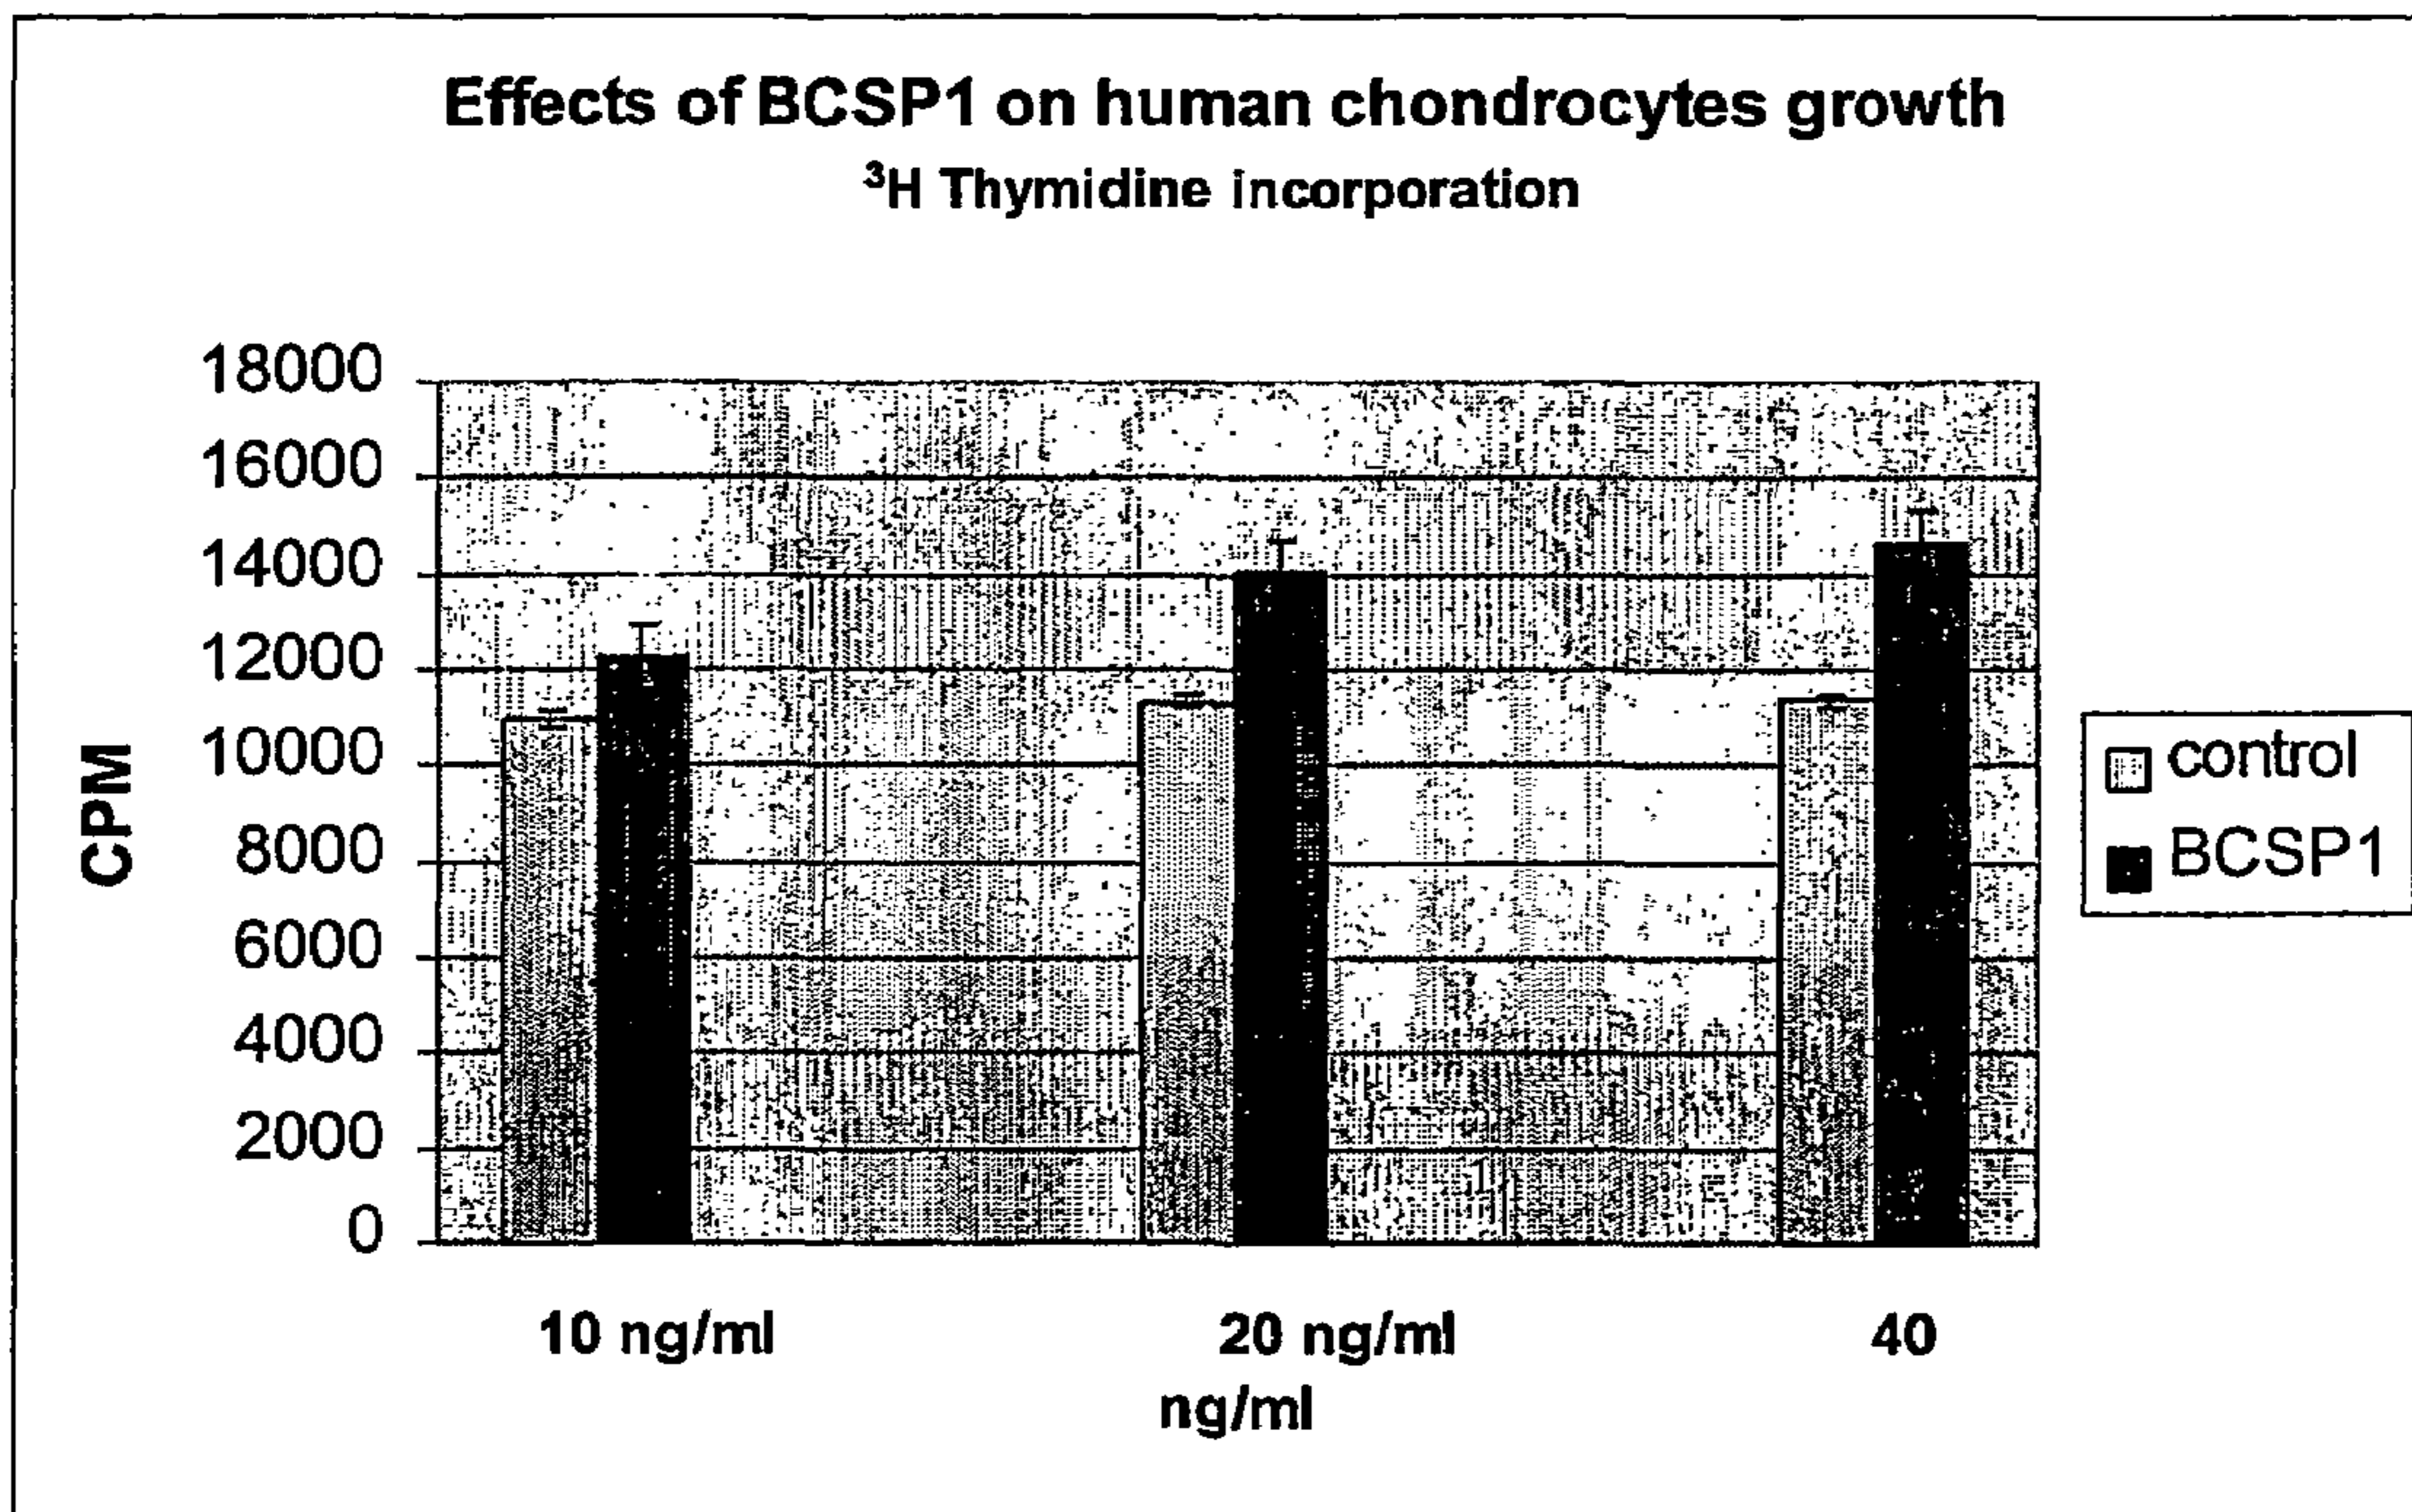 Effects of BCSP1 on human chondrocytes growth
³H Thymidine incorporation
18000
16000
14000
12000
10000
8000
6000
4000
2000
0
CPM
control
BCSP1
10 ng/ml 20 ng/ml 40
ng/ml